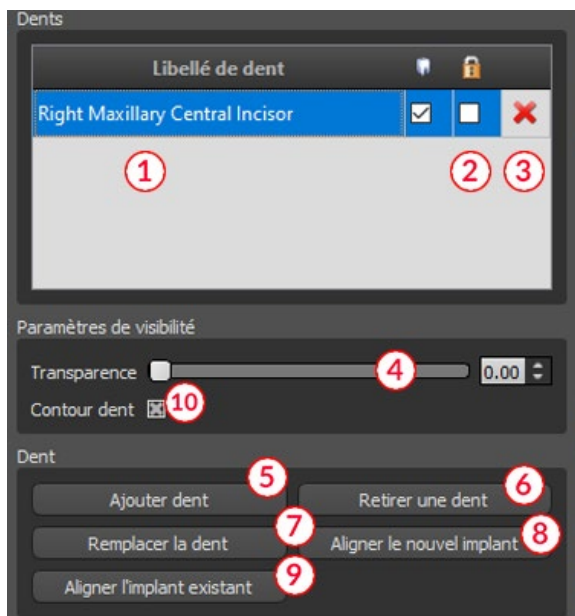 Dents
Libellé de dent
Right Maxillary Central Incisor
1
2
3
Paramètres de visibilité
Transparence 4 0.00
Contour dent 10
Dent
5
6
Ajouter dent
Retirer une dent
7
8
Remplacer la dent
Aligner le nouvel implant
9
Aligner l'implant existant